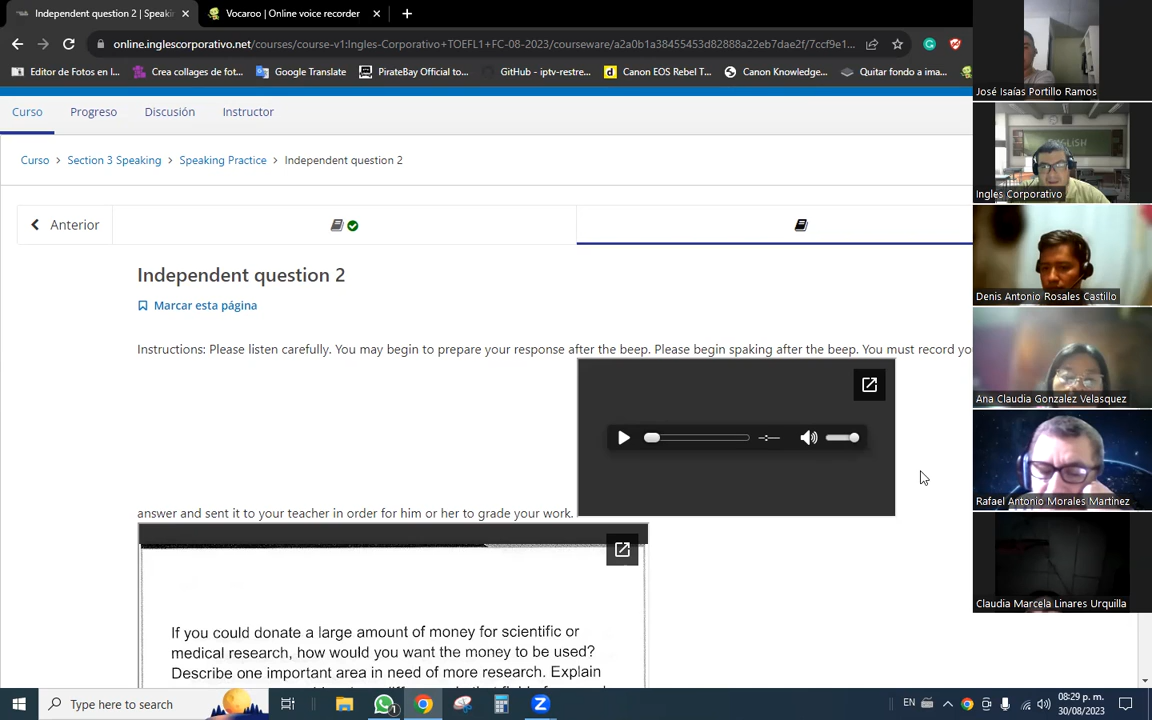 Independent question 2 | Speaki
Vocaroo | Online voice recorder
online.inglescorporativo.net/courses/course-v1:Ingles-Corporativo+TOEFL1+FC-08-2023/courseware/a2a0b1a38455453d82888a22eb7dae2f/7ccf9e1...
Editor de Fotos en l...
Crea collages de fot...
Google Translate
PirateBay Official to...
GitHub - iptv-restre...
Canon EOS Rebel T...
Canon Knowledge...
Quitar fondo a ima...
Curso
Progreso
Discusión
Instructor
Curso > Section 3 Speaking > Speaking Practice > Independent question 2
Anterior
Independent question 2
Marcar esta página
Instructions: Please listen carefully. You may begin to prepare your response after the beep. Please begin spaking after the beep. You must record yo
answer and sent it to your teacher in order for him or her to grade your work.
If you could donate a large amount of money for scientific or
medical research, how would you want the money to be used?
Describe one important area in need of more research. Explain
José Isaías Portillo Ramos
ENGLISH
Ingles Corporativo
Denis Antonio Rosales Castillo
Ana Claudia Gonzalez Velasquez
Rafael Antonio Morales Martinez
Claudia Marcela Linares Urquilla
Type here to search
1
EN
08:29 p. m.
30/08/2023